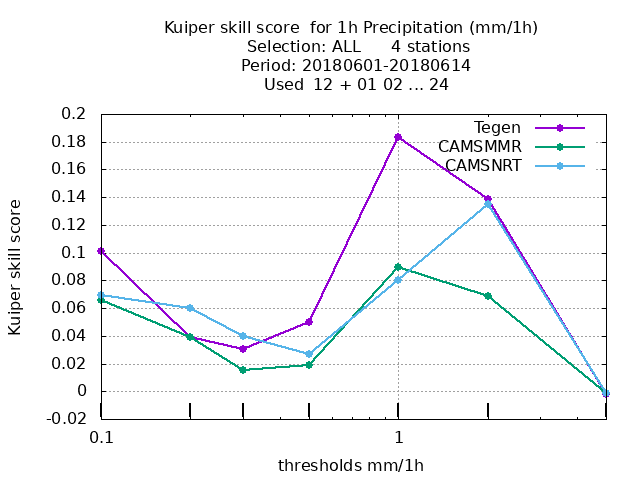 Kuiper skill score  for 1h Precipitation (mm/1h)
Selection: ALL      4 stations
Period: 20180601-20180614
Used  12 + 01 02 ... 24
Tegen
CAMSMMR
CAMSNRT
0.2
0.18
0.16
0.14
0.12
0.1
0.08
0.06
0.04
0.02
0
-0.02
Kuiper skill score
0.1
1
thresholds mm/1h